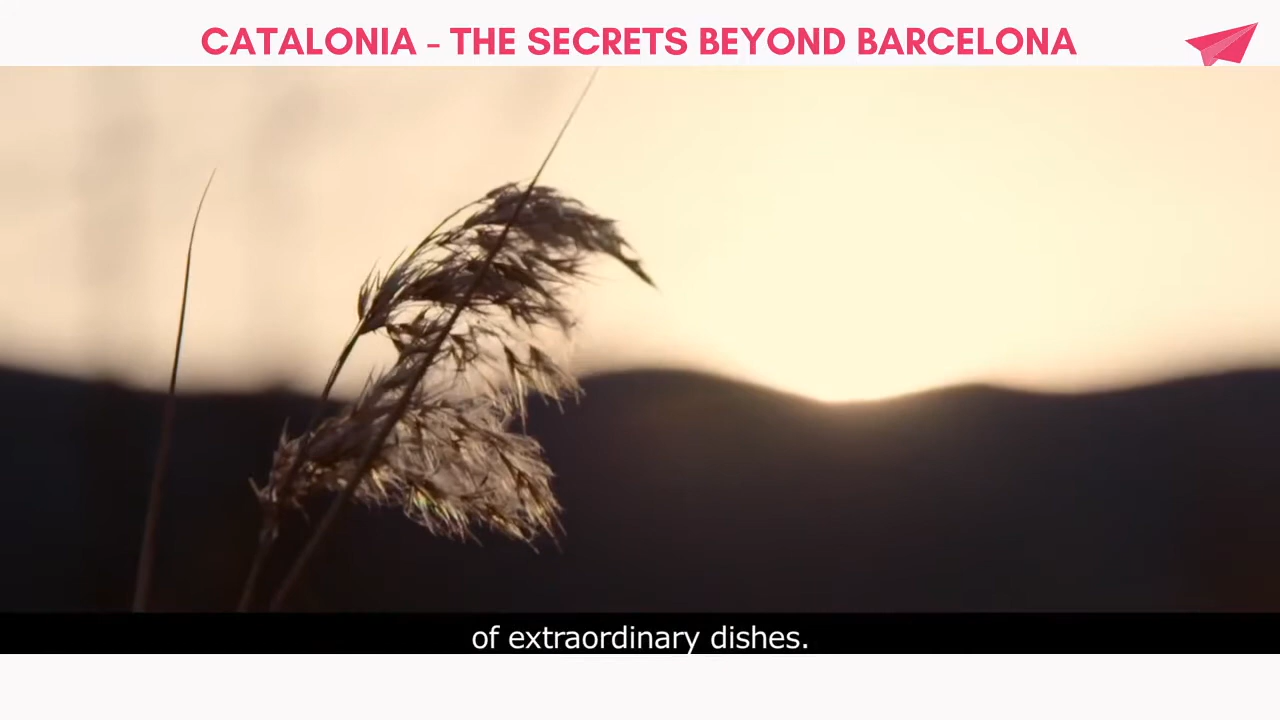 CATALONIA - THE SECRETS BEYOND BARCELONA
of extraordinary dishes.